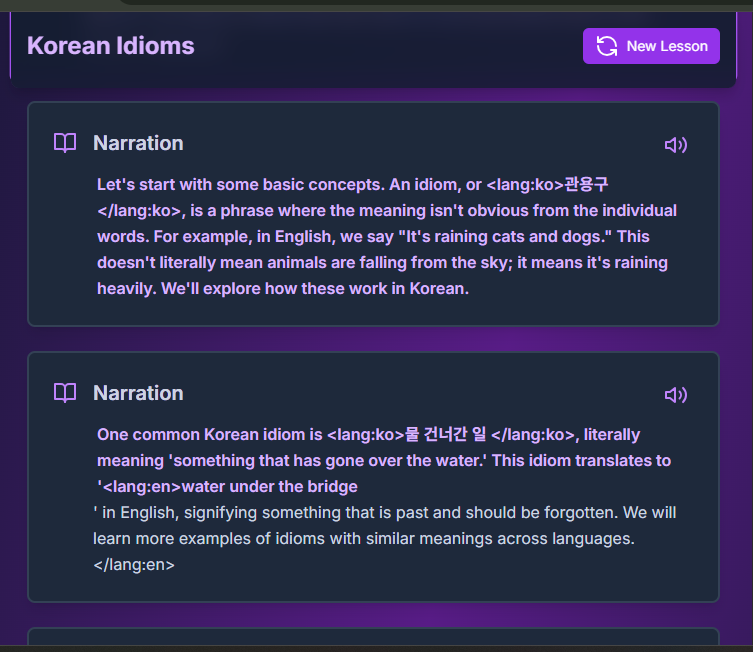 Korean Idioms
New Lesson
Narration
Let's start with some basic concepts. An idiom, or <lang:ko>관용구
</lang:ko>, is a phrase where the meaning isn't obvious from the individual
words. For example, in English, we say "It's raining cats and dogs." This
doesn't literally mean animals are falling from the sky; it means it's raining
heavily. We'll explore how these work in Korean.
Narration
One common Korean idiom is <lang:ko>물 건너간 일 </lang:ko>, literally
meaning 'something that has gone over the water.' This idiom translates to
'<lang:en>water under the bridge
' in English, signifying something that is past and should be forgotten. We will
learn more examples of idioms with similar meanings across languages.
</lang:en>